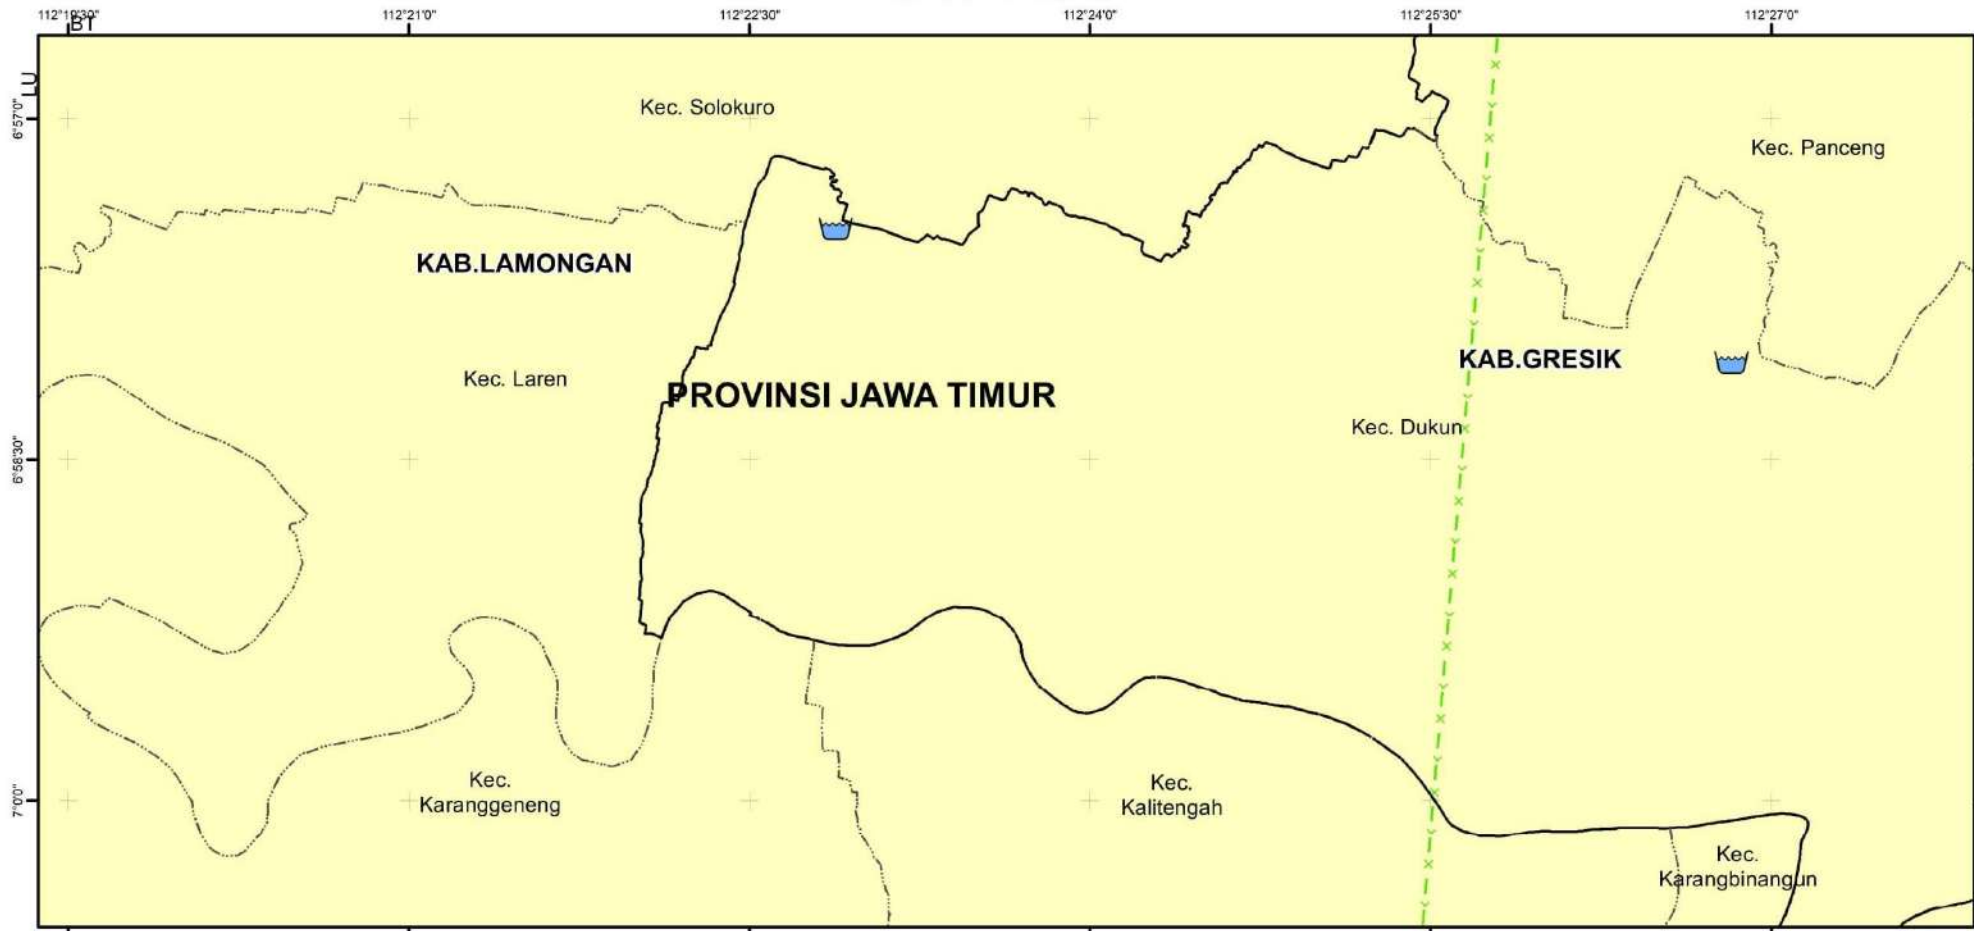 112°19'30" 112°21'0" 112°22'30" 112°24'0" 112°25'30" 112°27'0"
BT
LU
6°57'0"
Kec. Solokuro
Kec. Panceng
KAB.LAMONGAN
KAB.GRESIK
Kec. Laren
PROVINSI JAWA TIMUR
Kec. Dukun
6°58'30"
Kec.
Karanggeneng
Kec.
Kalitengah
7°0'0"
Kec.
Karangbinangun